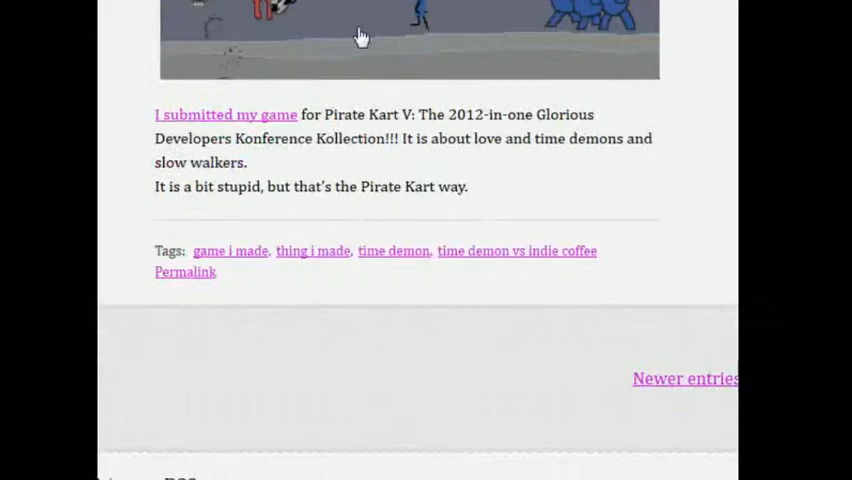 I submitted my game for Pirate Kart V: The 2012-in-one Glorious
Developers Konference Kollection!!! It is about love and time demons and
slow walkers.
It is a bit stupid, but that's the Pirate Kart way.
Tags: game i made, thing i made, time demon, time demon vs indie coffee
Permalink
Newer entries